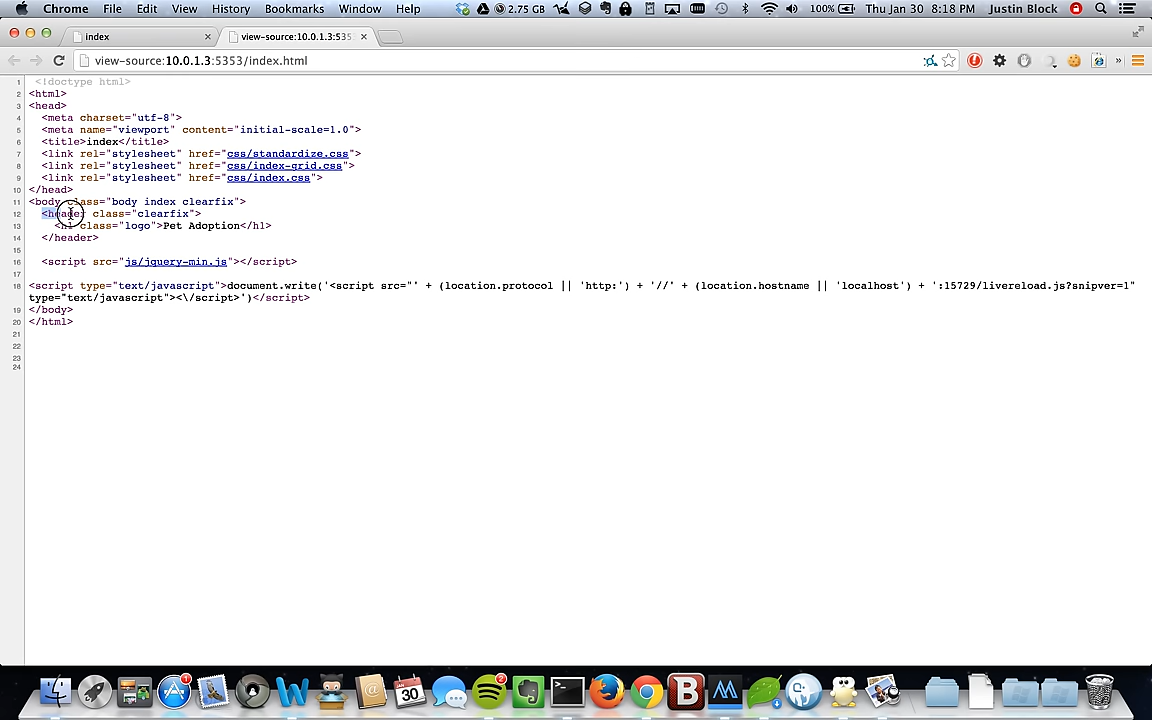 Chrome File Edit View History Bookmarks Window Help 2.75 GB 100% Thu Jan 30 8:18 PM Justin Block
index view-source:10.0.1.3:535
view-source:10.0.1.3:5353/index.html
1 <!doctype html>
2 <html>
3 <head>
4 <meta charset="utf-8">
5 <meta name="viewport" content="initial-scale=1.0">
6 <title>index</title>
7 <link rel="stylesheet" href="css/standardize.css">
8 <link rel="stylesheet" href="css/index-grid.css">
9 <link rel="stylesheet" href="css/index.css">
10 </head>
11 <body class="body index clearfix">
12 <header class="clearfix">
13 <h1 class="logo">Pet Adoption</h1>
14 </header>
15
16 <script src="js/jquery-min.js"></script>
17
18 <script type="text/javascript">document.write('<script src="' + (location.protocol || 'http:') + '//' + (location.hostname || 'localhost') + ':15729/livereload.js?snipver=1"
type="text/javascript"><\/script>')</script>
19 </body>
20 </html>
21
22
23
24
1 JAN 30 2